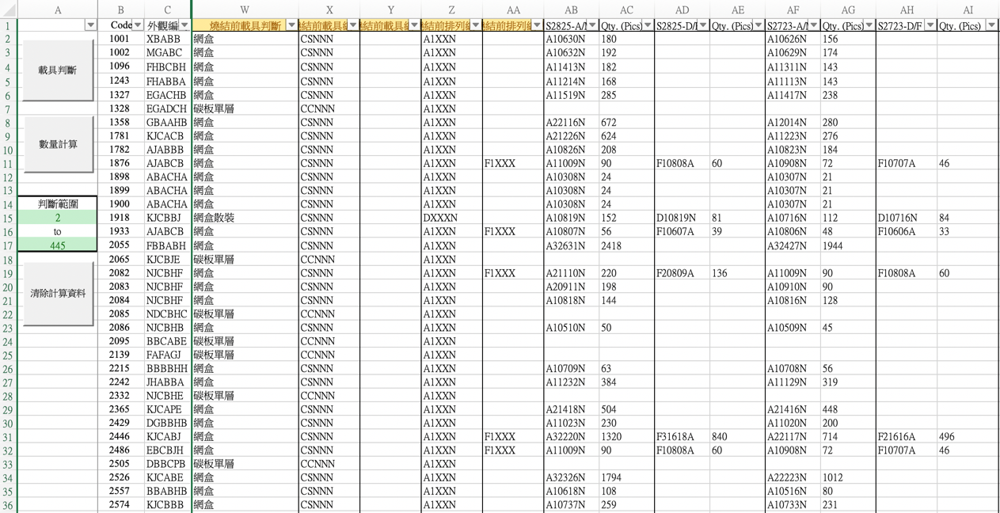 A B C W X Y Z AA AB AC AD AE AF AG AH AI
1 Code 外觀編 燒結前載具判斷 結前載具 結前載具 結前排列 結前排列 S2825-A/ Qty. (Pics) S2825-D/ Qty. (Pics) S2723-A/ Qty. (Pics) S2723-D/F Qty. (Pics)
2 1001 XBABB 網盒 CSNNN A1XXN A10630N 180 A10626N 156
3 1002 MGABC 網盒 CSNNN A1XXN A10632N 192 A10629N 174
4 載具判斷 1096 FHBCBH 網盒 CSNNN A1XXN A11413N 182 A11311N 143
5 1243 FHABBA 網盒 CSNNN A1XXN A11214N 168 A11113N 143
6 1327 EGACHB 網盒 CSNNN A1XXN A11519N 285 A11417N 238
7 1328 EGADCH 碳板單層 CCNNN A1XXN
8 1358 GBAAHB 網盒 CSNNN A1XXN A22116N 672 A12014N 280
9 數量計算 1781 KJCACB 網盒 CSNNN A1XXN A21226N 624 A11223N 276
10 1782 AJABBB 網盒 CSNNN A1XXN A10826N 208 A10823N 184
11 1876 AJABCB 網盒 CSNNN A1XXN F1XXX A11009N 90 F10808A 60 A10908N 72 F10707A 46
12 1898 ABACHA 網盒 CSNNN A1XXN A10308N 24 A10307N 21
13 1899 ABACHA 網盒 CSNNN A1XXN A10308N 24 A10307N 21
14 判斷範圍 1900 ABACHA 網盒 CSNNN A1XXN A10308N 24 A10307N 21
15 2 1918 KJCBBJ 網盒散裝 CSNNN DXXXN A10819N 152 D10819N 81 A10716N 112 D10716N 84
16 to 1933 AJABCB 網盒 CSNNN A1XXN F1XXX A10807N 56 F10607A 39 A10806N 48 F10606A 33
17 445 2055 FBBABH 網盒 CSNNN A1XXN A32631N 2418 A32427N 1944
18 2065 KJCBJE 碳板單層 CCNNN A1XXN
19 2082 NJCBHF 網盒 CSNNN A1XXN F1XXX A21110N 220 F20809A 136 A11009N 90 F10808A 60
20 清除計算資料 2083 NJCBHF 網盒 CSNNN A1XXN A20911N 198 A10910N 90
21 2084 NJCBHF 網盒 CSNNN A1XXN A10818N 144 A10816N 128
22 2085 NDCBHC 碳板單層 CCNNN A1XXN
23 2086 NJCBHB 網盒 CSNNN A1XXN A10510N 50 A10509N 45
24 2095 BBCABE 碳板單層 CCNNN A1XXN
25 2139 FAFAGJ 碳板單層 CCNNN A1XXN
26 2215 BBBBHH 網盒 CSNNN A1XXN A10709N 63 A10708N 56
27 2242 JHABBA 網盒 CSNNN A1XXN A11232N 384 A11129N 319
28 2332 NJCBHE 碳板單層 CCNNN A1XXN
29 2365 KJCAPE 網盒 CSNNN A1XXN A21418N 504 A21416N 448
30 2429 DGBBHB 網盒 CSNNN A1XXN A11023N 230 A11020N 200
31 2446 KJCABJ 網盒 CSNNN A1XXN F1XXX A32220N 1320 F31618A 840 A22117N 714 F21616A 496
32 2486 EBCBJH 網盒 CSNNN A1XXN F1XXX A11009N 90 F10808A 60 A10908N 72 F10707A 46
33 2505 DBBCPB 碳板單層 CCNNN A1XXN
34 2526 KJCABE 網盒 CSNNN A1XXN A32326N 1794 A22223N 1012
35 2557 BBABHB 網盒 CSNNN A1XXN A10618N 108 A10516N 80
36 2574 KJCBBB 網盒 CSNNN A1XXN A10737N 259 A10733N 231